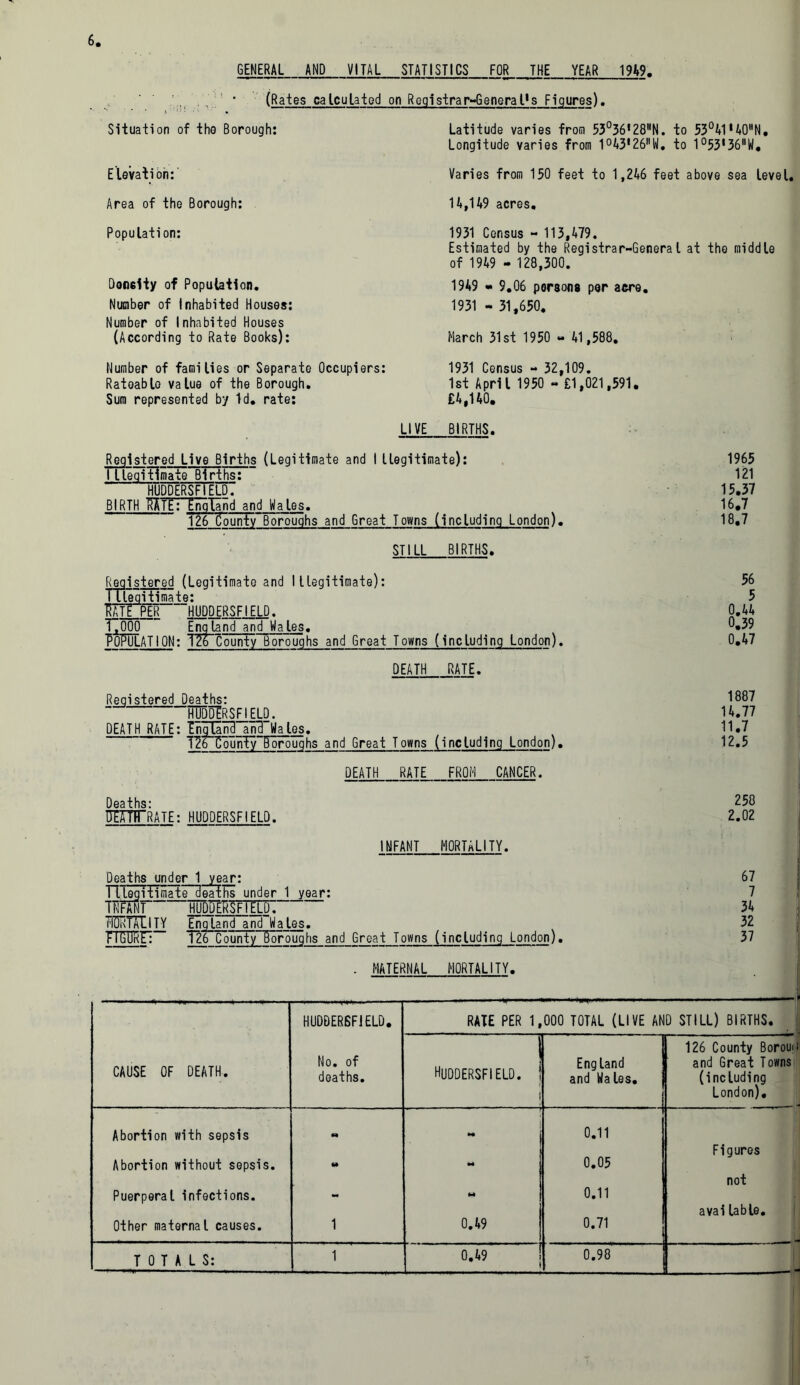 6.
GENERAL AND VITAL STATISTICS FOR THE YEAR 1949.
(Rates calculated on Registrar-General's Figures).
Situation of the Borough: Latitude varies from 53°36'28"N. to 53°41'40"N.
Longitude varies from 1°43'26"W. to 1°53'36"W.
Elevation: Varies from 150 feet to 1,246 feet above sea level.
Area of the Borough: 14,149 acres.
Population: 1931 Census - 113,479.
Estimated by the Registrar-General at the middle
of 1949 - 128,300.
Density of Population. 1949 - 9.06 persons per acre.
Number of Inhabited Houses: 1931 - 31,650.
Number of Inhabited Houses
(According to Rate Books): March 31st 1950 - 41,588.
Number of families or Separate Occupiers: 1931 Census - 32,109.
Rateable value of the Borough. 1st April 1950 - £1,021,591.
Sum represented by 1d. rate: £4,140.
LIVE BIRTHS.
Registered Live Births (Legitimate and Illegitimate): 1965
Illegitimate Births: 121
HUDDERSFIELD. 15.37
BIRTH RATE: England and Wales. 16.7
126 County Boroughs and Great Towns (including London). 18.7
STILL BIRTHS.
Registered (Legitimate and Illegitimate): 56
Illegitimate: 5
RATE PER HUDDERSFIELD. 0.44
1,000 England and Wales. 0.39
POPULATION: 126 County Boroughs and Great Towns (including London). 0.47
DEATH RATE.
Registered Deaths: 1887
HUDDERSFIELD. 14.77
DEATH RATE: England and Wales. 11.7
126 County Boroughs and Great Towns (including London). 12.5
DEATH RATE FROM CANCER.
Deaths: 258
DEATH RATE: HUDDERSFIELD. 2.02
INFANT MORTALITY.
Deaths under 1 year: 67
Illegitimate deaths under 1 year: 7
INFANT HUDDERSFIELD. 34
MORTALITY England and Wales. 32
FIGURE: 126 County Boroughs and Great Towns (including London). 37
MATERNAL MORTALITY.
HUDDERSFIELD. RATE PER 1,000 TOTAL (LIVE AND STILL) BIRTHS.
CAUSE OF DEATH. No. of deaths. HUDDERSFIELD. England and Wales. 126 County Borou and Great Towns (including London).
Abortion with sepsis - - 0.11
Abortion without sepsis. - - 0.05
Puerperal infections. - - 0.11
Other maternal causes. 1 0.49 0.71
Figures
not
available.
TOTALS: 1 0.49 0.98